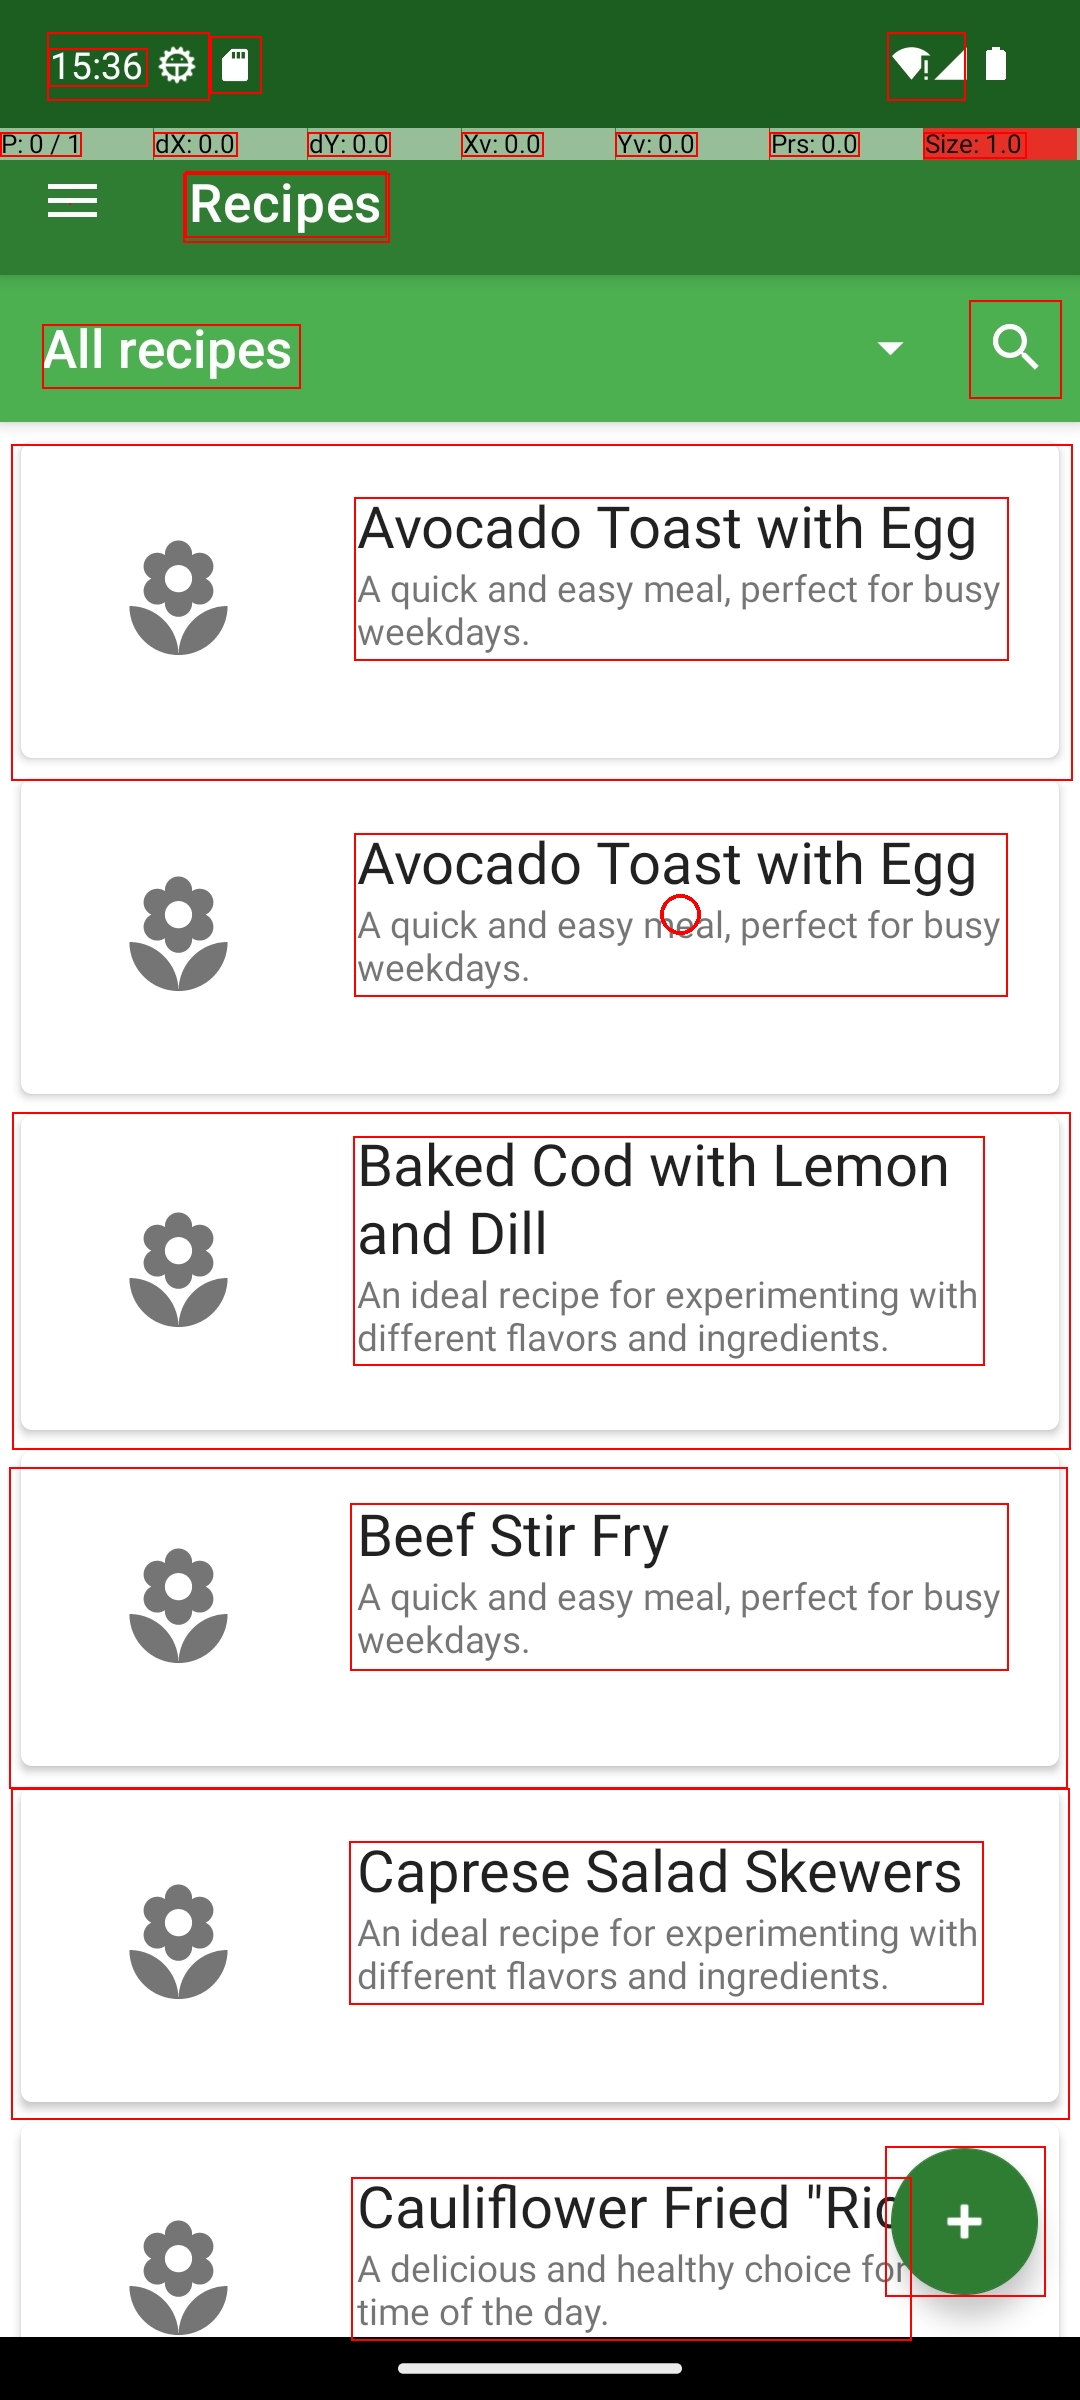 15:36
P: 0 / 1 dX: 0.0 dY: 0.0 Xv: 0.0 Yv: 0.0 Prs: 0.0 Size: 1.0
Recipes
All recipes
Avocado Toast with Egg
A quick and easy meal, perfect for busy
weekdays.
Avocado Toast with Egg
A quick and easy meal, perfect for busy
weekdays.
Baked Cod with Lemon
and Dill
An ideal recipe for experimenting with
different flavors and ingredients.
Beef Stir Fry
A quick and easy meal, perfect for busy
weekdays.
Caprese Salad Skewers
An ideal recipe for experimenting with
different flavors and ingredients.
Cauliflower Fried
A delicious and healthy choice for
time of the day.